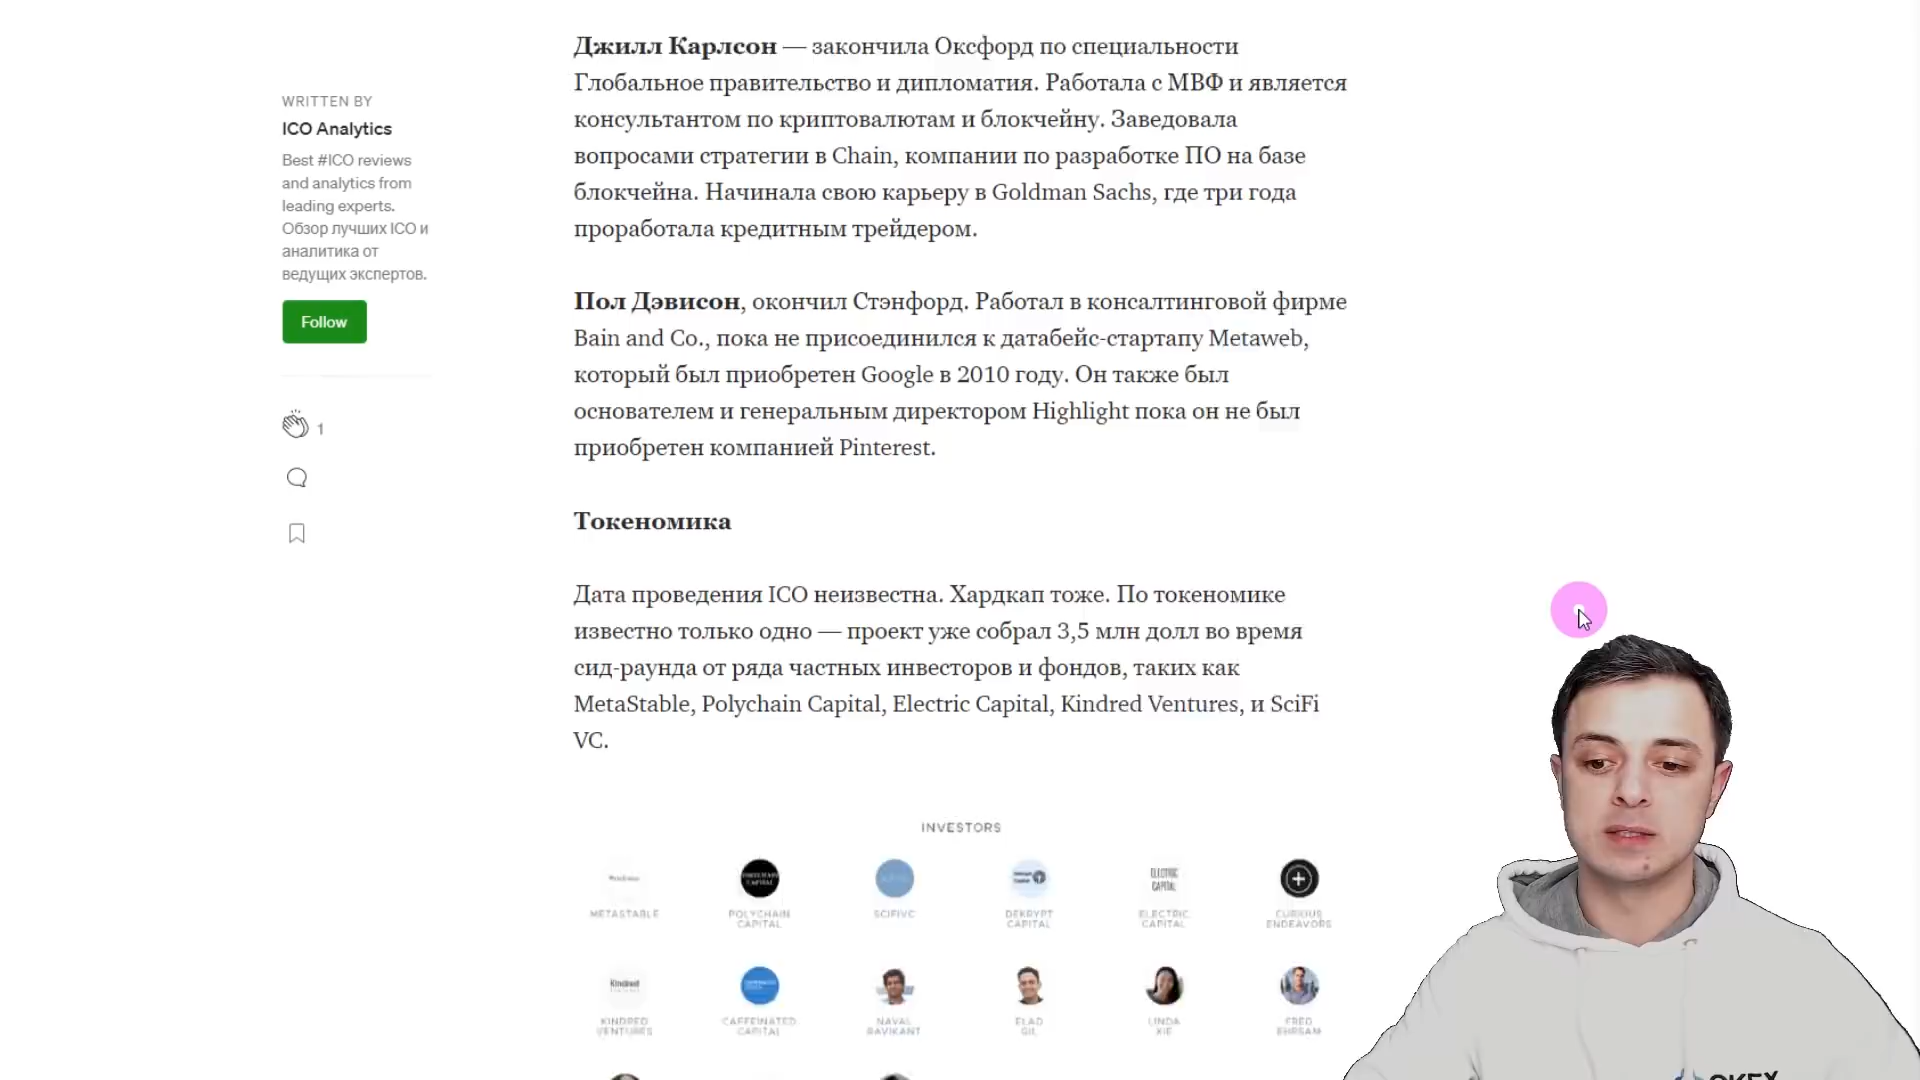 Джилл Карлсон — закончила Оксфорд по специальности
Глобальное правительство и дипломатия. Работала с МВФ и является
консультантом по криптовалютам и блокчейну. Заведовала
вопросами стратегии в Chain, компании по разработке ПО на базе
блокчейна. Начинала свою карьеру в Goldman Sachs, где три года
проработала кредитным трейдером.
WRITTEN BY
ICO Analytics
Best #ICO reviews
and analytics from
leading experts.
Обзор лучших ICO и
аналитика от
ведущих экспертов.
Follow
1
Пол Дэвисон, окончил Стэнфорд. Работал в консалтинговой фирме
Bain and Co., пока не присоединился к датабейс-стартапу Metaweb,
который был приобретен Google в 2010 году. Он также был
основателем и генеральным директором Highlight пока он не был
приобретен компанией Pinterest.
Токеномика
Дата проведения ICO неизвестна. Хардкап тоже. По токеномике
известно только одно — проект уже собрал 3,5 млн долл во время
сид-раунда от ряда частных инвесторов и фондов, таких как
MetaStable, Polychain Capital, Electric Capital, Kindred Ventures, и SciFi
VC.
INVESTORS
POLYCHAIN CAPITAL
ELECTRIC CAPITAL
Kindred
METASTABLE
POLYCHAIN
CAPITAL
SCIFIVC
DEKRYPT
CAPITAL
ELECTRIC
CAPITAL
CURIOUS
ENDEAVORS
KINDRED
VENTURES
CAFFEINATED
CAPITAL
NAVAL
RAVIKANT
ELAD
GIL
LINDA
XIE
FRED
EHRSAM
OKEX